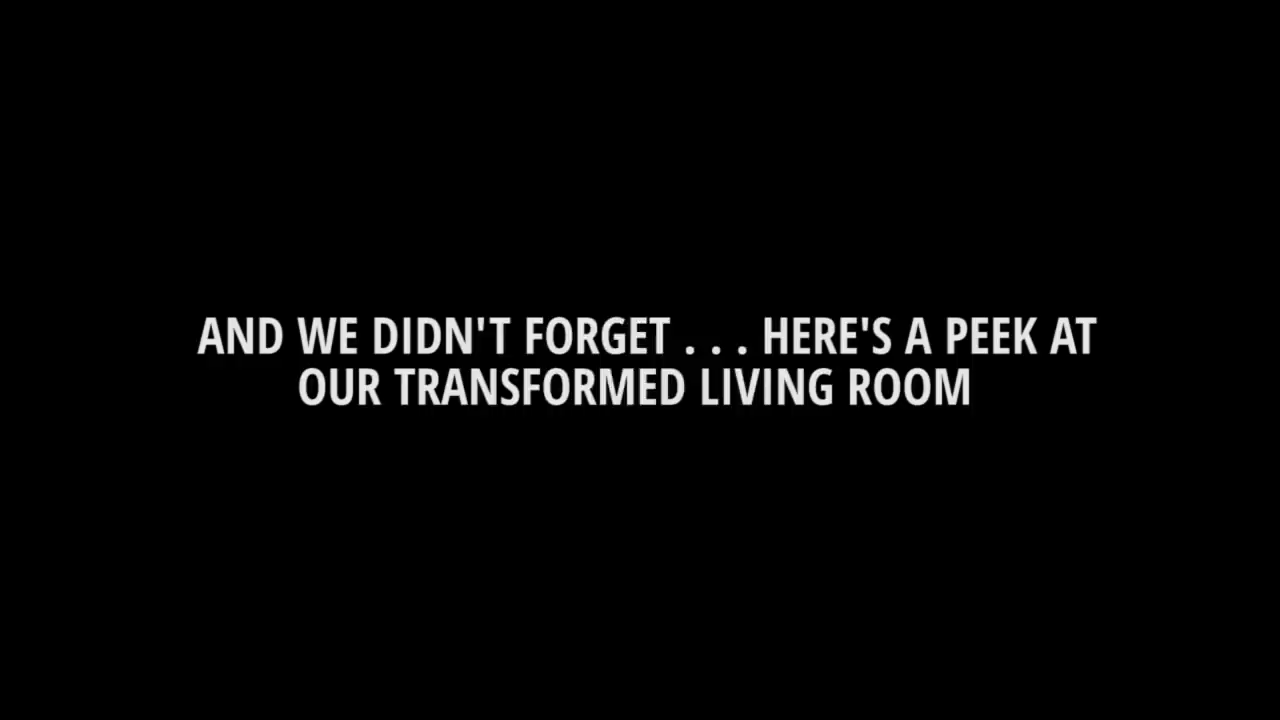 AND WE DIDN'T FORGET . . . HERE'S A PEEK AT
OUR TRANSFORMED LIVING ROOM